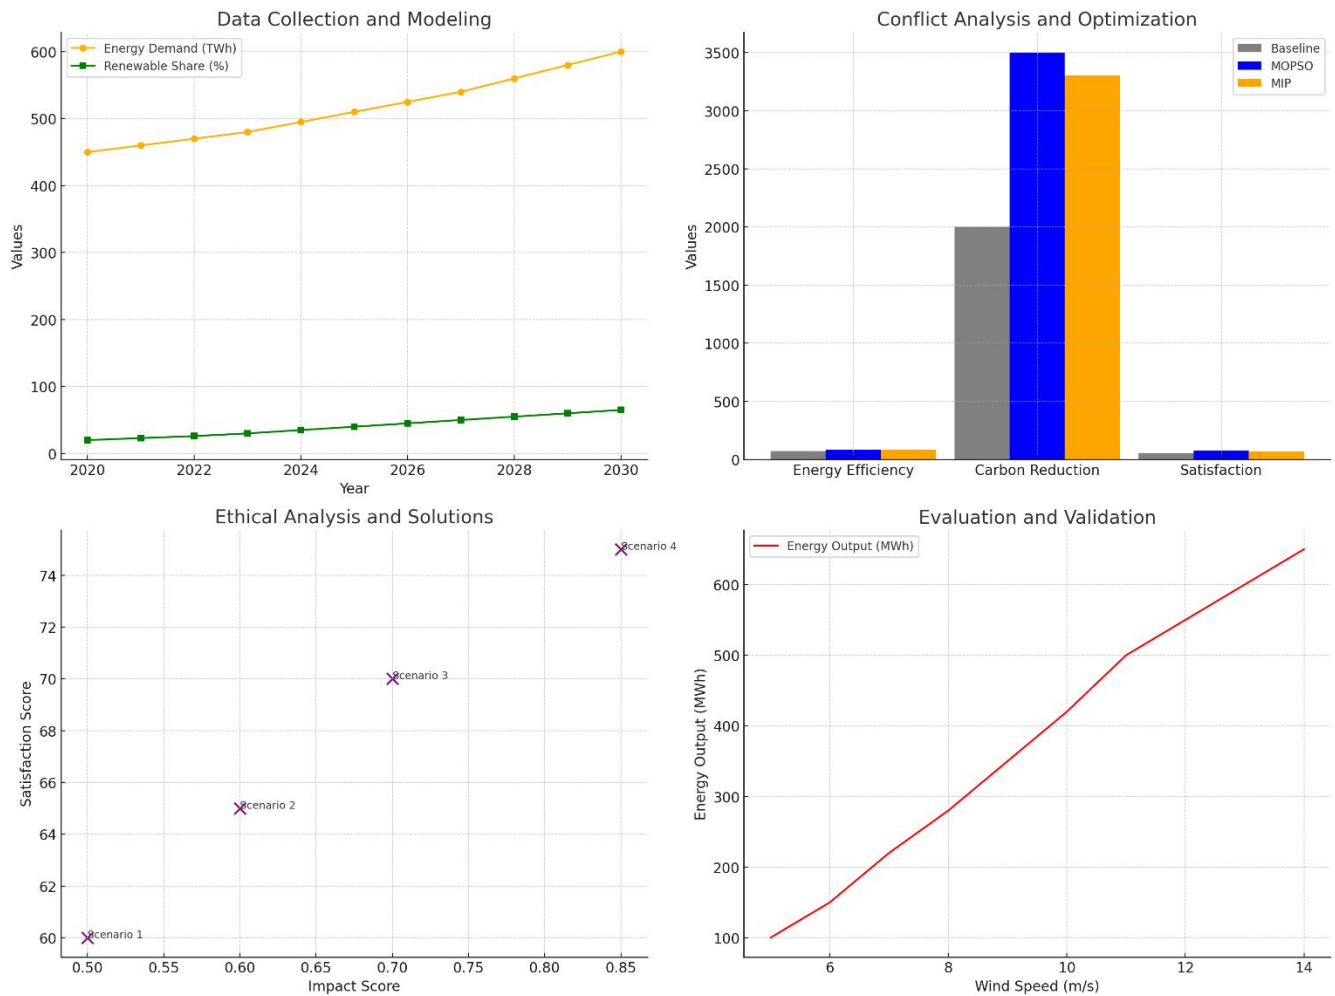 Data Collection and Modeling
Energy Demand (TWh)
Renewable Share (%)
Values
600
500
400
300
200
100
0
2020 2022 2024 2026 2028 2030
Year
Conflict Analysis and Optimization
Baseline
MOPSO
MIP
Values
3500
3000
2500
2000
1500
1000
500
0
Energy Efficiency Carbon Reduction Satisfaction
Ethical Analysis and Solutions
Satisfaction Score
74
72
70
68
66
64
62
60
Scenario 4
Scenario 3
Scenario 2
Scenario 1
0.50 0.55 0.60 0.65 0.70 0.75 0.80 0.85
Impact Score
Evaluation and Validation
Energy Output (MWh)
Energy Output (MWh)
600
500
400
300
200
100
6 8 10 12 14
Wind Speed (m/s)